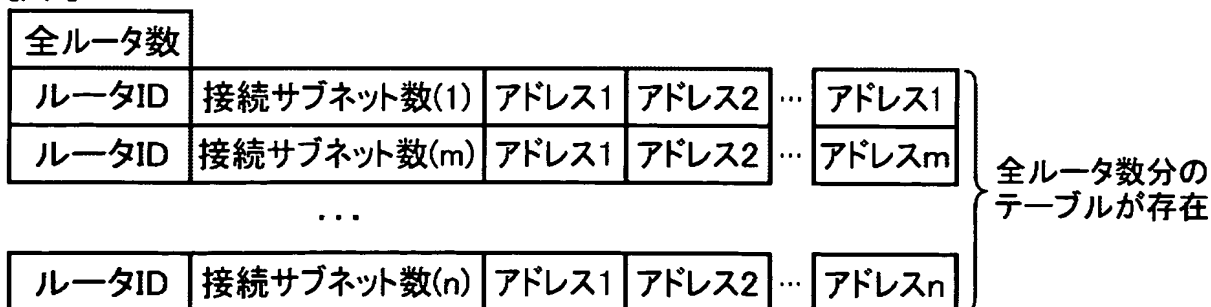 全ルータ数
ルータID 接続サブネット数(1) アドレス1 アドレス2 … アドレス1
ルータID 接続サブネット数(m) アドレス1 アドレス2 … アドレスm
全ルータ数分の
テーブルが存在
...
ルータID 接続サブネット数(n) アドレス1 アドレス2 … アドレスn